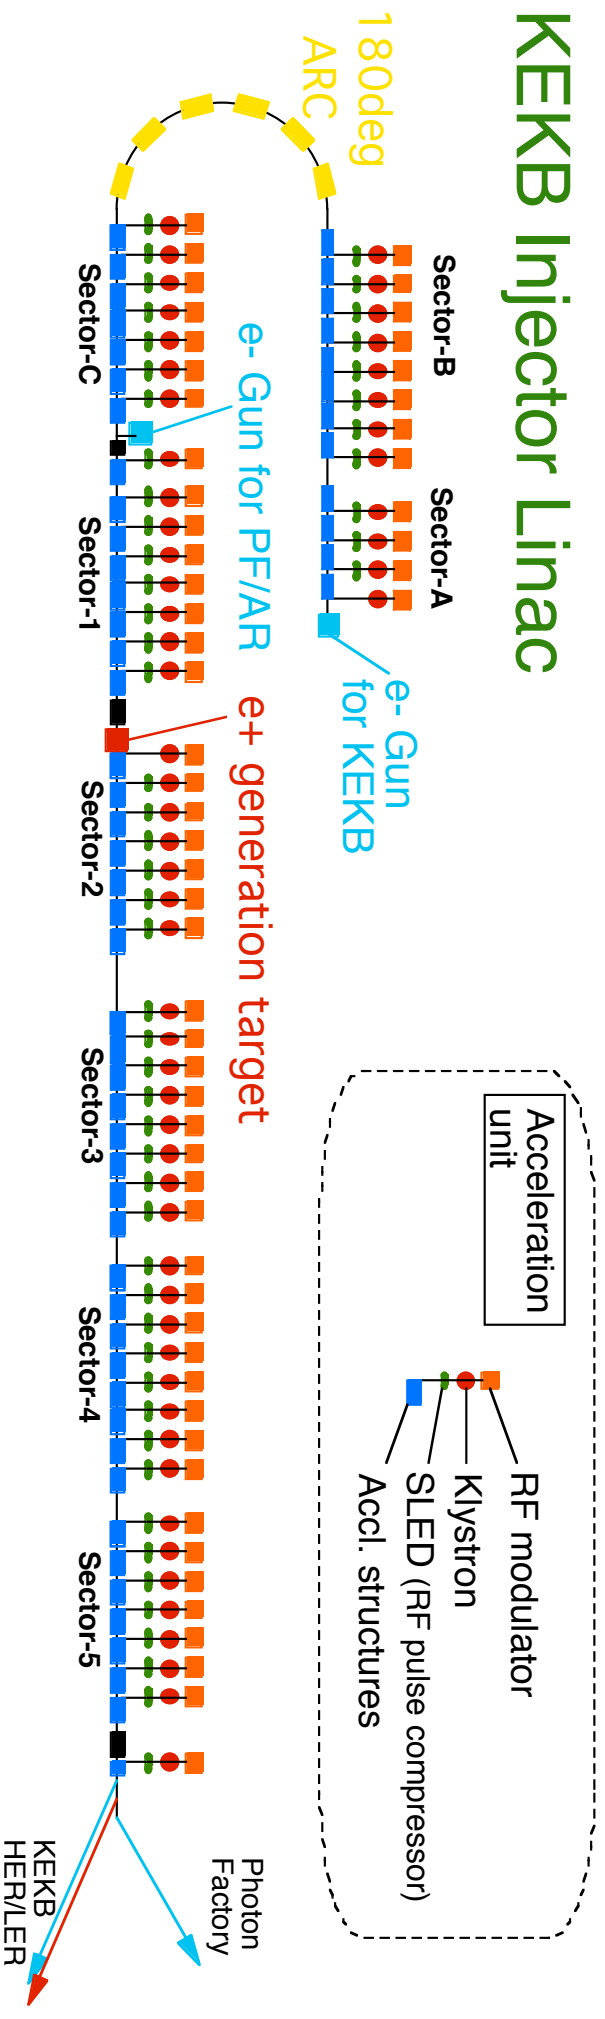 KEKB Injector Linac
180deg
ARC
Sector-B
Sector-A
e- Gun
for KEKB
e- Gun for PF/AR
e+ generation target
Sector-C
Sector-1
Sector-2
Sector-3
Sector-4
Sector-5
Acceleration
unit
RF modulator
Klystron
SLED (RF pulse compressor)
Accl. structures
Photon
Factory
KEKB
HER/LER